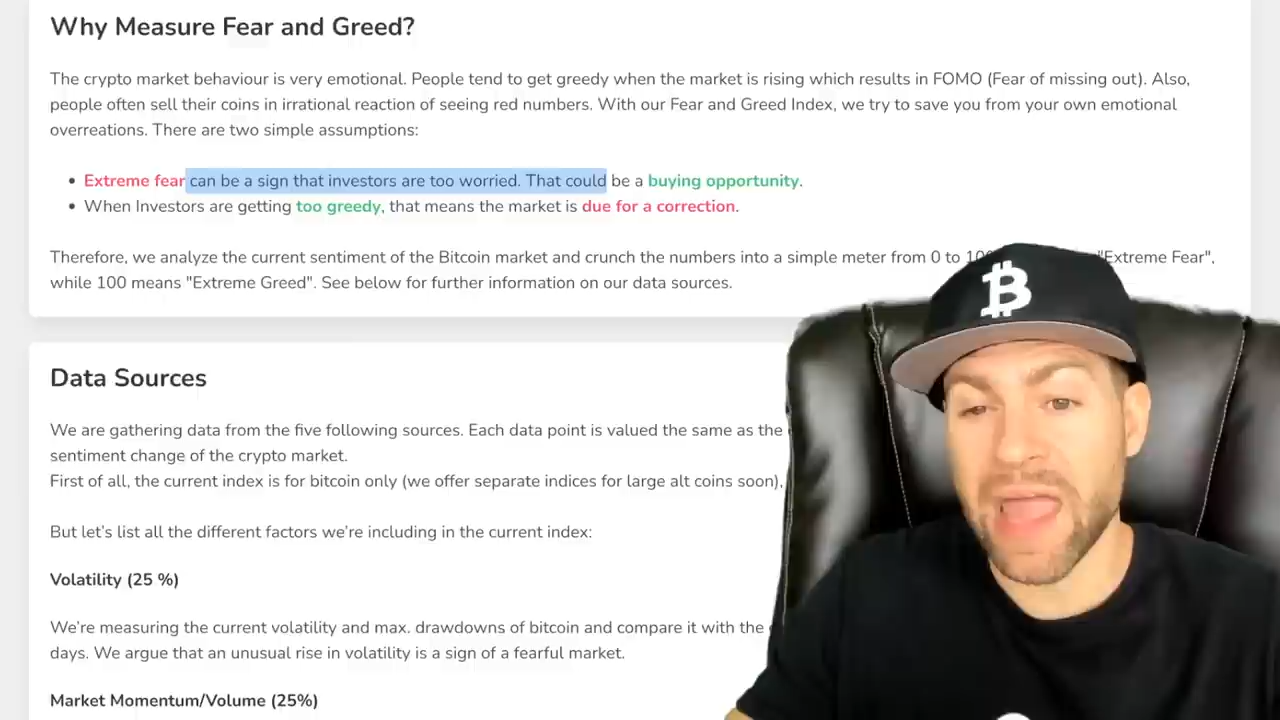 Why Measure Fear and Greed?
The crypto market behaviour is very emotional. People tend to get greedy when the market is rising which results in FOMO (Fear of missing out). Also,
people often sell their coins in irrational reaction of seeing red numbers. With our Fear and Greed Index, we try to save you from your own emotional
overreations. There are two simple assumptions:
Extreme fear can be a sign that investors are too worried. That could be a buying opportunity.
When Investors are getting too greedy, that means the market is due for a correction.
Therefore, we analyze the current sentiment of the Bitcoin market and crunch the numbers into a simple meter from 0 to "Extreme Fear",
while 100 means "Extreme Greed". See below for further information on our data sources.
Data Sources
We are gathering data from the five following sources. Each data point is valued the same as the
sentiment change of the crypto market.
First of all, the current index is for bitcoin only (we offer separate indices for large alt coins soon),
But let's list all the different factors we're including in the current index:
Volatility (25 %)
We're measuring the current volatility and max. drawdowns of bitcoin and compare it with the
days. We argue that an unusual rise in volatility is a sign of a fearful market.
Market Momentum/Volume (25%)